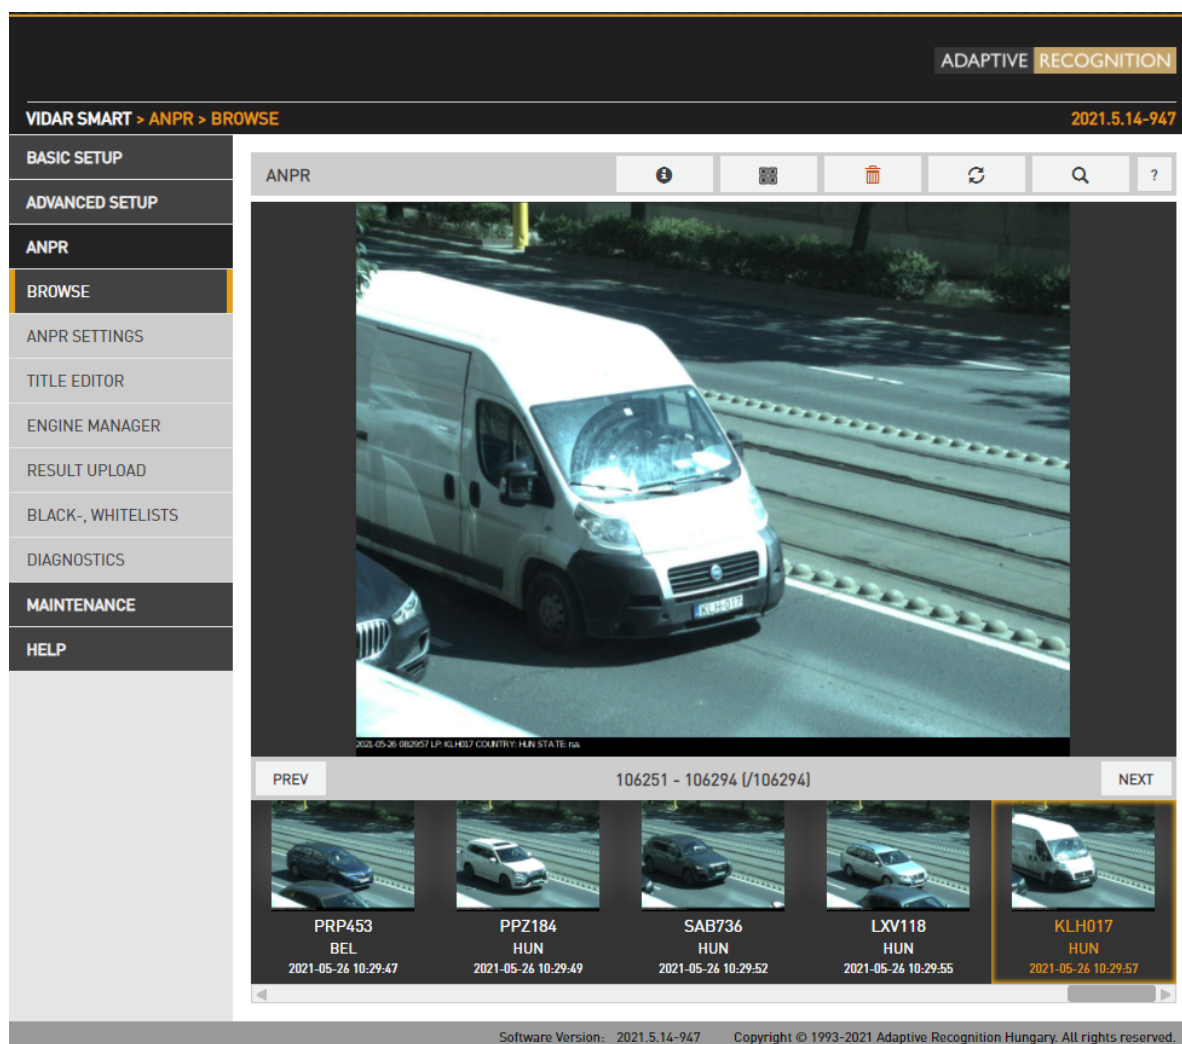 ADAPTIVE RECOGNITION
VIDAR SMART > ANPR > BROWSE 2021.5.14-947
BASIC SETUP
ADVANCED SETUP
ANPR
BROWSE
ANPR SETTINGS
TITLE EDITOR
ENGINE MANAGER
RESULT UPLOAD
BLACK-, WHITELISTS
DIAGNOSTICS
MAINTENANCE
HELP
ANPR ?
KLH-017
2021-05-26 08:29:57 LP: KLH017 COUNTRY: HUN STATE: na.
PREV 106251 - 106294 (/106294) NEXT
PRP453
BEL
2021-05-26 10:29:47
PPZ184
HUN
2021-05-26 10:29:49
SAB736
HUN
2021-05-26 10:29:52
LXV118
HUN
2021-05-26 10:29:55
KLH017
HUN
2021-05-26 10:29:57
Software Version: 2021.5.14-947 Copyright © 1993-2021 Adaptive Recognition Hungary. All rights reserved.